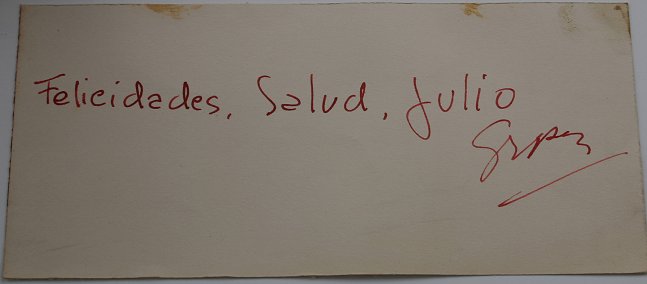 Felicidades, Salud, Julio